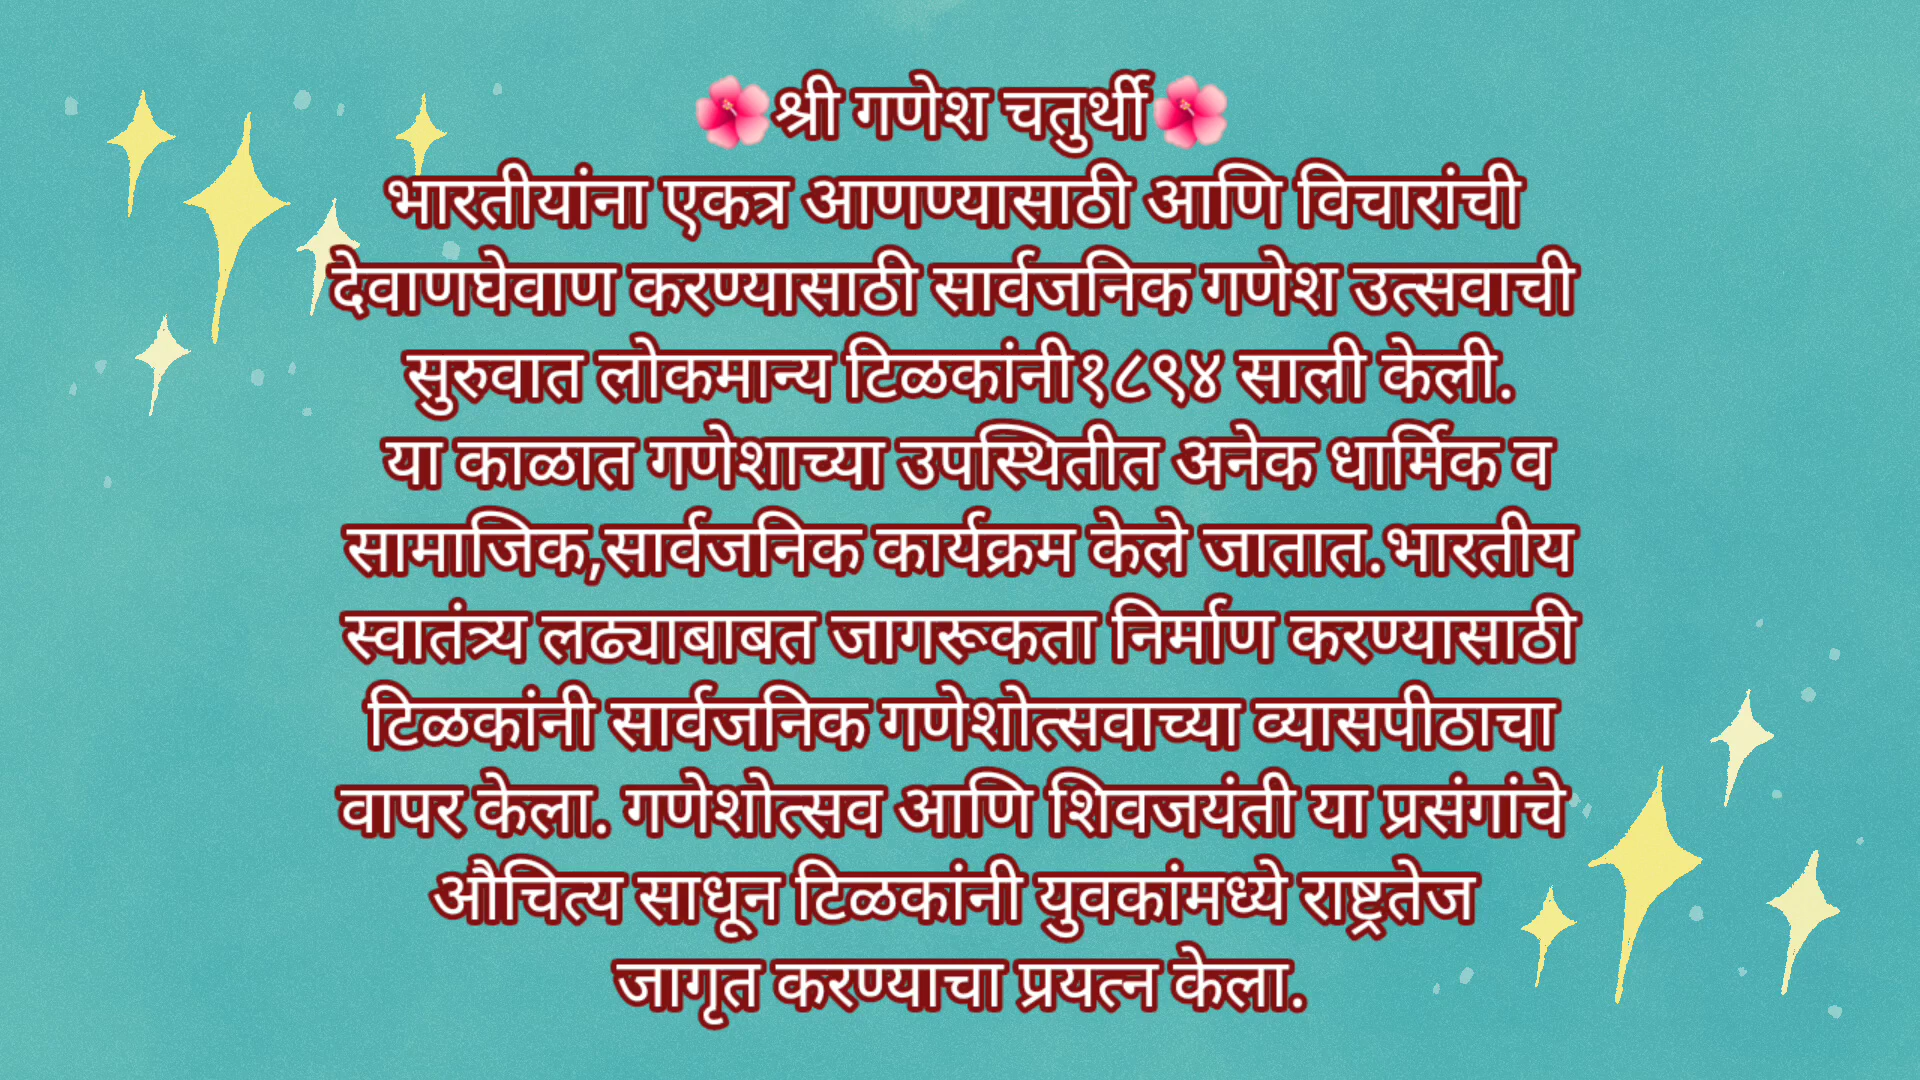 🌺श्री गणेश चतुर्थी🌺
भारतीयांना एकत्र आणण्यासाठी आणि विचारांची
देवाणघेवाण करण्यासाठी सार्वजनिक गणेश उत्सवाची
सुरुवात लोकमान्य टिळकांनी१८९४ साली केली.
या काळात गणेशाच्या उपस्थितीत अनेक धार्मिक व
सामाजिक,सार्वजनिक कार्यक्रम केले जातात.भारतीय
स्वातंत्र्य लढ्याबाबत जागरूकता निर्माण करण्यासाठी
टिळकांनी सार्वजनिक गणेशोत्सवाच्या व्यासपीठाचा
वापर केला. गणेशोत्सव आणि शिवजयंती या प्रसंगांचे
औचित्य साधून टिळकांनी युवकांमध्ये राष्ट्रतेज
जागृत करण्याचा प्रयत्न केला.